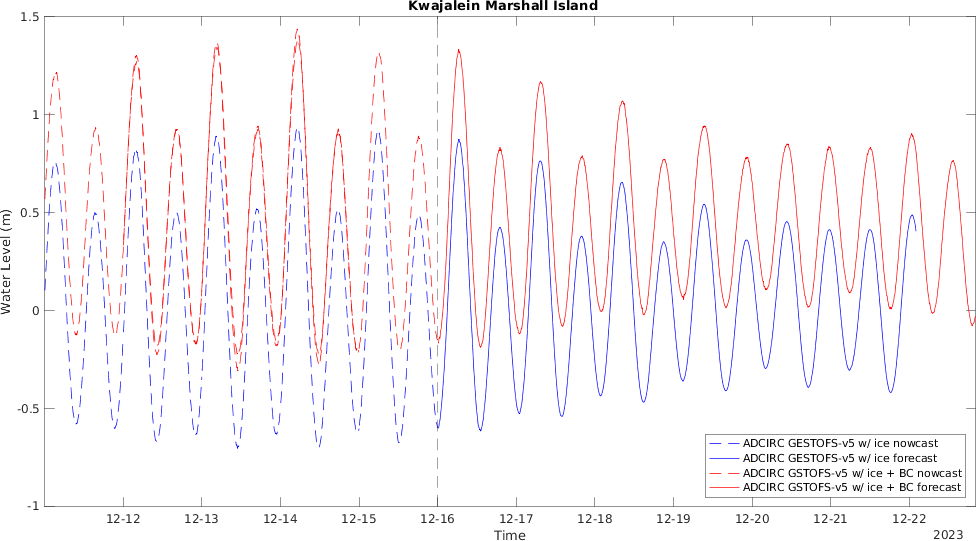 Kwajalein Marshall Island
1.5
1
0.5
0
-0.5
-1
Water Level (m)
12-12
12-13
12-14
12-15
12-16
12-17
12-18
12-19
12-20
12-21
12-22
Time
2023
ADCIRC GESTOFS-v5 w/ ice nowcast
ADCIRC GESTOFS-v5 w/ ice forecast
ADCIRC GSTOFS-v5 w/ ice + BC nowcast
ADCIRC GSTOFS-v5 w/ ice + BC forecast